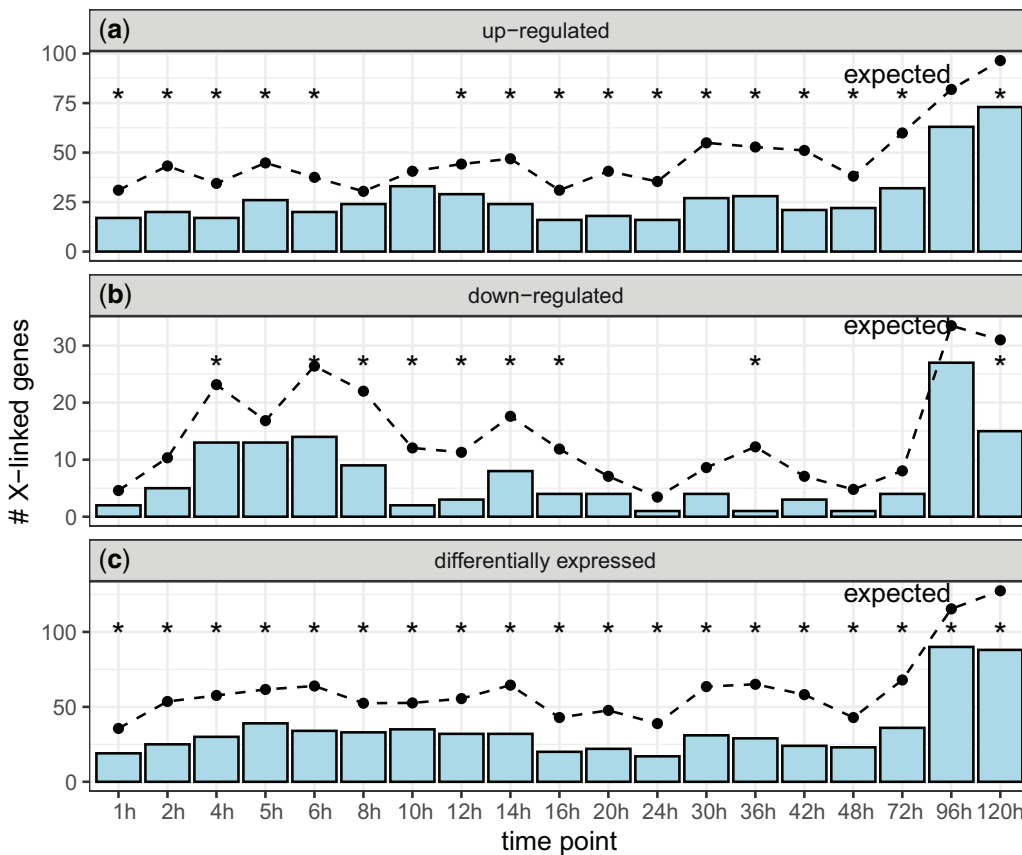 (a) up−regulated
100
75
50
25
0
expected
* * * * * * * * * * * * * * * *
(b) down−regulated
30
20
10
0
expected
* * * * * * * * *
(c) differentially expressed
100
50
0
expected
* * * * * * * * * * * * * * * * * * *
# X−linked genes
1h 2h 4h 5h 6h 8h 10h 12h 14h 16h 20h 24h 30h 36h 42h 48h 72h 96h 120h
time point